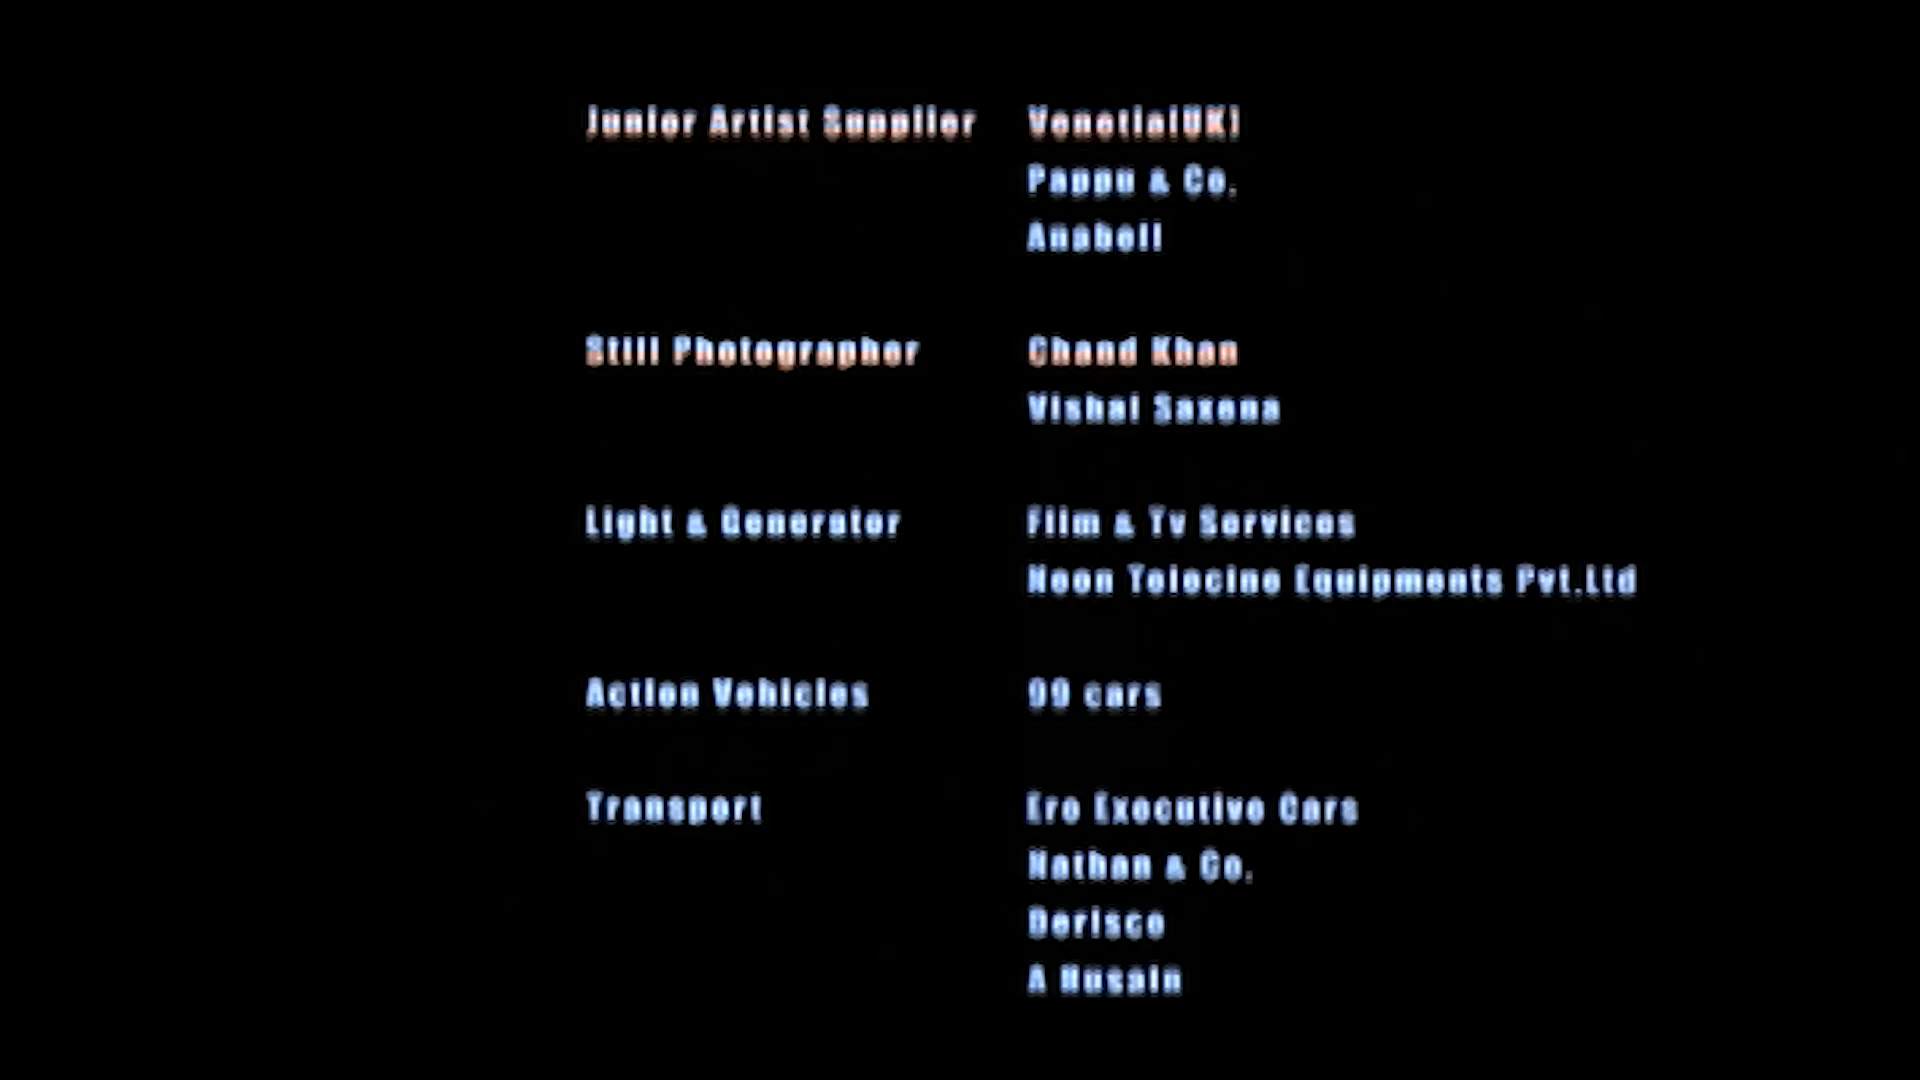 Junior Artist Supplier Venetia(UK)
Pappu & Co.
Anabell
Still Photographer Chand Khan
Vishal Saxena
Light & Generator Film & Tv Services
Neon Telecine Equipments Pvt.Ltd
Action Vehicles 99 cars
Transport Ero Executive Cars
Nathan & Co.
Derisco
A Husain